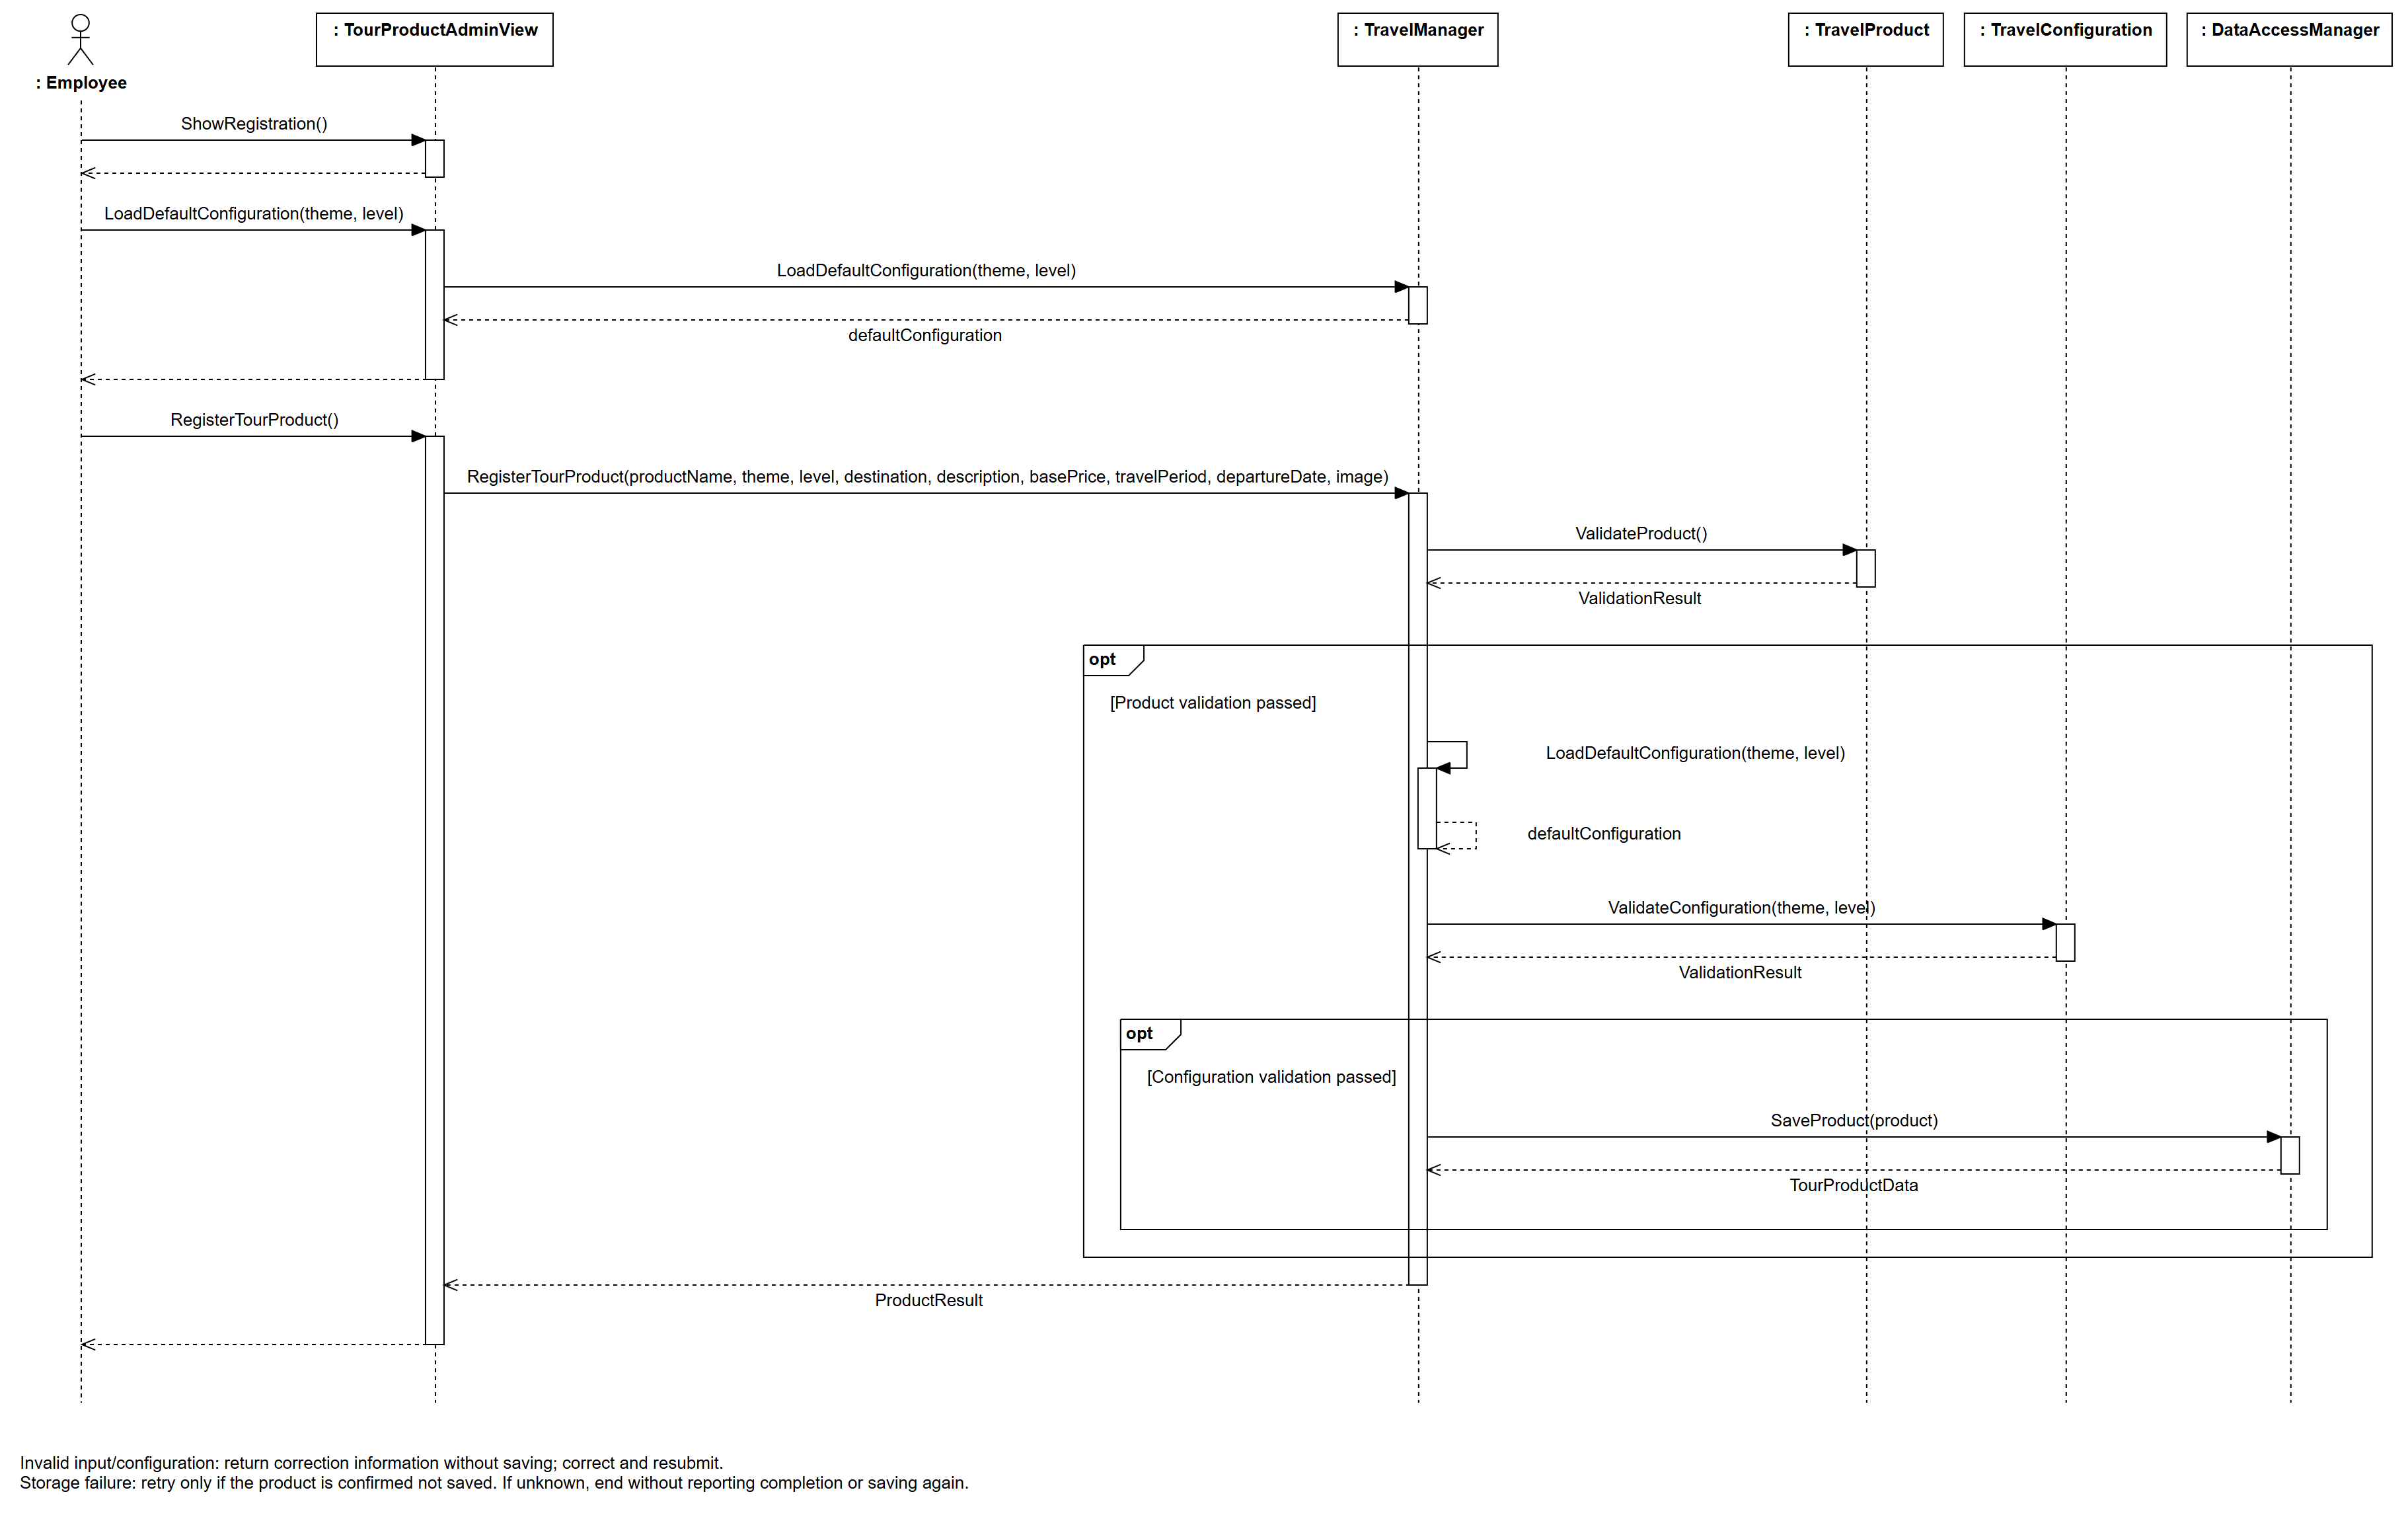 : Employee
: TourProductAdminView
: TravelManager
: TravelProduct
: TravelConfiguration
: DataAccessManager
ShowRegistration()
LoadDefaultConfiguration(theme, level)
LoadDefaultConfiguration(theme, level)
defaultConfiguration
RegisterTourProduct()
RegisterTourProduct(productName, theme, level, destination, description, basePrice, travelPeriod, departureDate, image)
ValidateProduct()
ValidationResult
opt
[Product validation passed]
LoadDefaultConfiguration(theme, level)
defaultConfiguration
ValidateConfiguration(theme, level)
ValidationResult
opt
[Configuration validation passed]
SaveProduct(product)
TourProductData
ProductResult
Invalid input/configuration: return correction information without saving; correct and resubmit.
Storage failure: retry only if the product is confirmed not saved. If unknown, end without reporting completion or saving again.